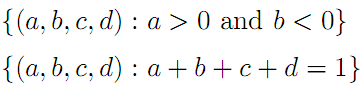 {(a, b, c, d) : a > 0 and b < 0}
{(a, b, c, d) : a + b + c + d = 1}